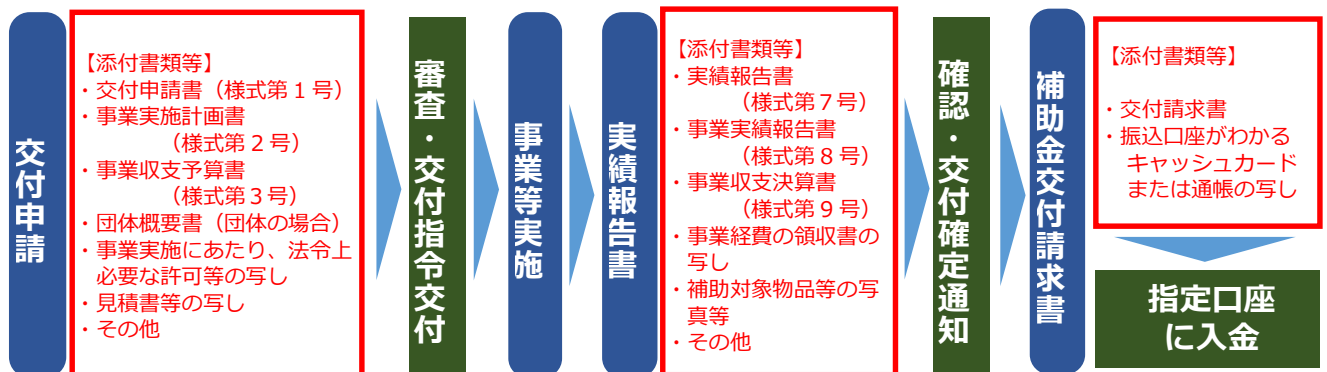 交付申請
【添付書類等】
・交付申請書（様式第１号）
・事業実施計画書
（様式第２号）
・事業収支予算書
（様式第３号）
・団体概要書（団体の場合）
・事業実施にあたり、法令上
必要な許可等の写し
・見積書等の写し
・その他
審査・交付指令交付
事業等実施
実績報告書
【添付書類等】
・実績報告書
（様式第７号）
・事業実績報告書
（様式第８号）
・事業収支決算書
（様式第９号）
・事業経費の領収書の
写し
・補助対象物品等の写
真等
・その他
確認・交付確定通知
補助金交付請求書
【添付書類等】
・交付請求書
・振込口座がわかる
キャッシュカード
または通帳の写し
指定口座
に入金